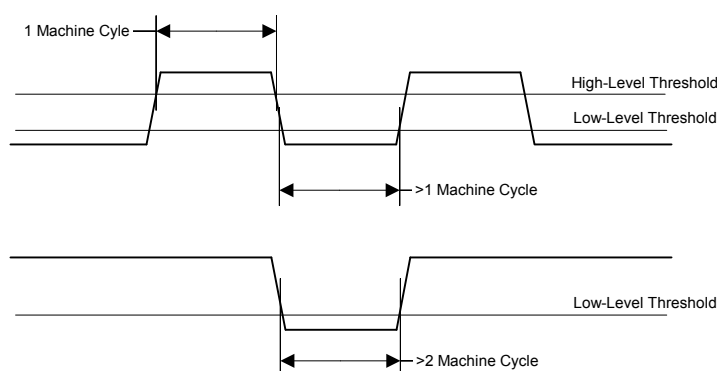 1 Machine Cyle
High-Level Threshold
Low-Level Threshold
>1 Machine Cycle
Low-Level Threshold
>2 Machine Cycle